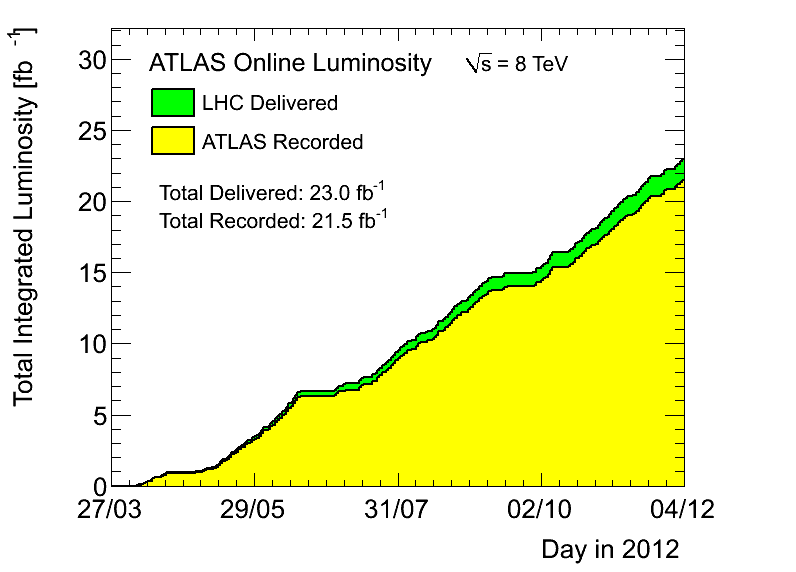 Total Integrated Luminosity [fb⁻¹]
ATLAS Online Luminosity √s = 8 TeV
LHC Delivered
ATLAS Recorded
Total Delivered: 23.0 fb⁻¹
Total Recorded: 21.5 fb⁻¹
30
25
20
15
10
5
0
27/03 29/05 31/07 02/10 04/12
Day in 2012